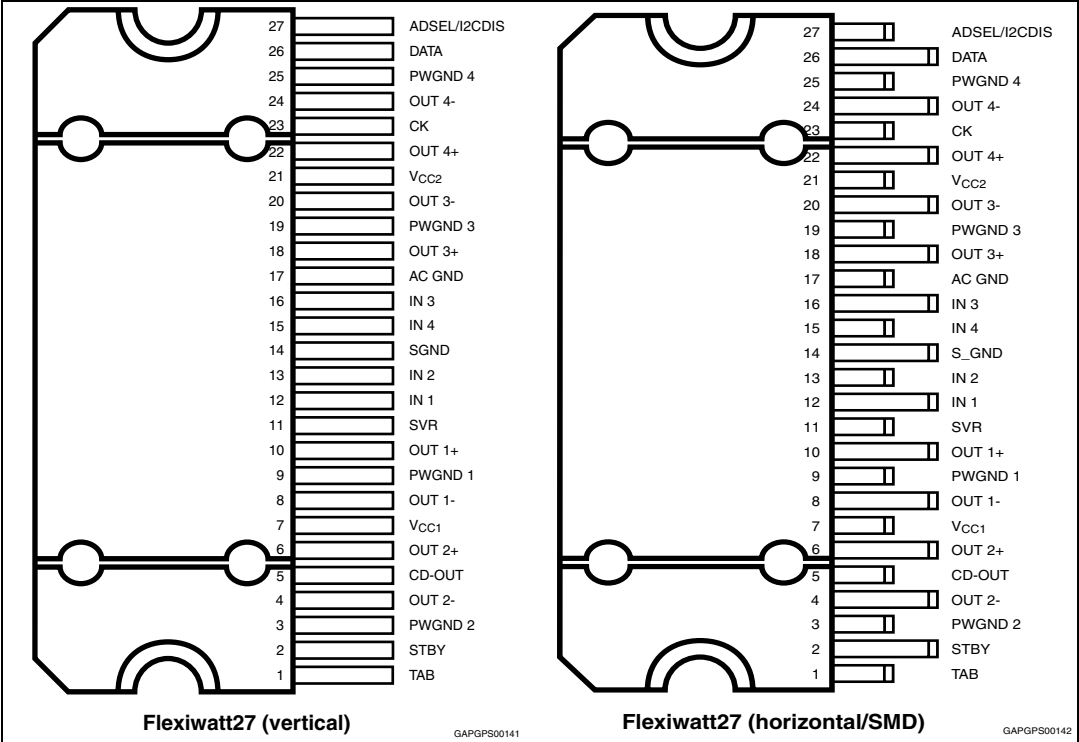 27 ADSEL/I2CDIS
26 DATA
25 PWGND 4
24 OUT 4-
23 CK
22 OUT 4+
21 VCC2
20 OUT 3-
19 PWGND 3
18 OUT 3+
17 AC GND
16 IN 3
15 IN 4
14 SGND
13 IN 2
12 IN 1
11 SVR
10 OUT 1+
9 PWGND 1
8 OUT 1-
7 VCC1
6 OUT 2+
5 CD-OUT
4 OUT 2-
3 PWGND 2
2 STBY
1 TAB
Flexiwatt27 (vertical)
GAPGPS00141
27 ADSEL/I2CDIS
26 DATA
25 PWGND 4
24 OUT 4-
23 CK
22 OUT 4+
21 VCC2
20 OUT 3-
19 PWGND 3
18 OUT 3+
17 AC GND
16 IN 3
15 IN 4
14 S_GND
13 IN 2
12 IN 1
11 SVR
10 OUT 1+
9 PWGND 1
8 OUT 1-
7 VCC1
6 OUT 2+
5 CD-OUT
4 OUT 2-
3 PWGND 2
2 STBY
1 TAB
Flexiwatt27 (horizontal/SMD)
GAPGPS00142